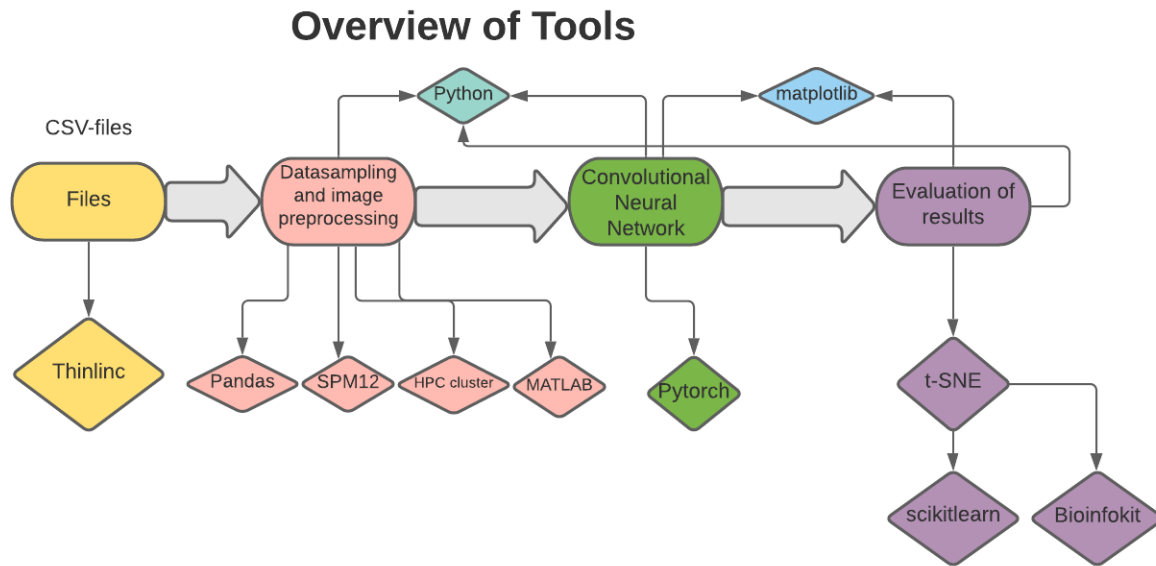 Overview of Tools
Python
matplotlib
CSV-files
Files
Datasampling
and image
preprocessing
Convolutional
Neural
Network
Evaluation of
results
Thinlinc
Pandas
SPM12
HPC cluster
MATLAB
Pytorch
t-SNE
scikitlearn
Bioinfokit